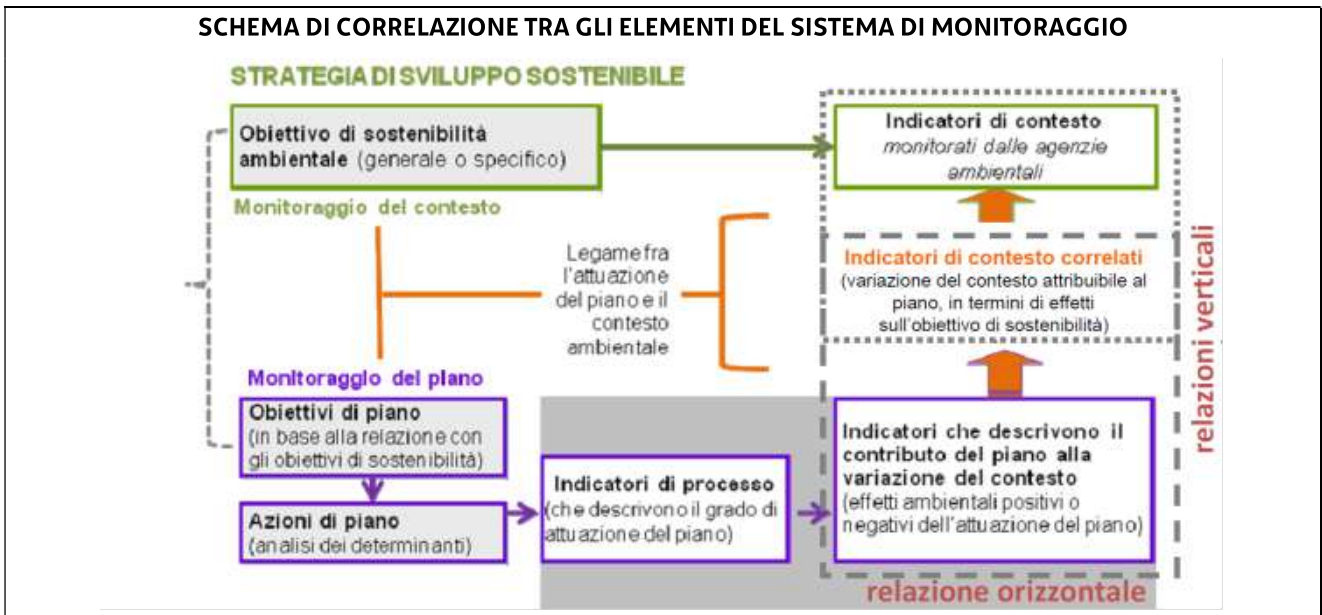 SCHEMA DI CORRELAZIONE TRA GLI ELEMENTI DEL SISTEMA DI MONITORAGGIO
STRATEGIA DI SVILUPPO SOSTENIBILE
Obiettivo di sostenibilità
ambientale (generale o specifico)
Indicatori di contesto
monitorati dalle agenzie
ambientali
Monitoraggio del contesto
Legame fra
l'attuazione
del piano e il
contesto
ambientale
Indicatori di contesto correlati
(variazione del contesto attribuibile al
piano, in termini di effetti
sull'obiettivo di sostenibilità)
relazioni verticali
Monitoraggio del piano
Obiettivi di piano
(in base alla relazione con
gli obiettivi di sostenibilità)
Azioni di piano
(analisi dei determinanti)
Indicatori di processo
(che descrivono il grado di
attuazione del piano)
Indicatori che descrivono il
contributo del piano alla
variazione del contesto
(effetti ambientali positivi o
negativi dell'attuazione del piano)
relazione orizzontale